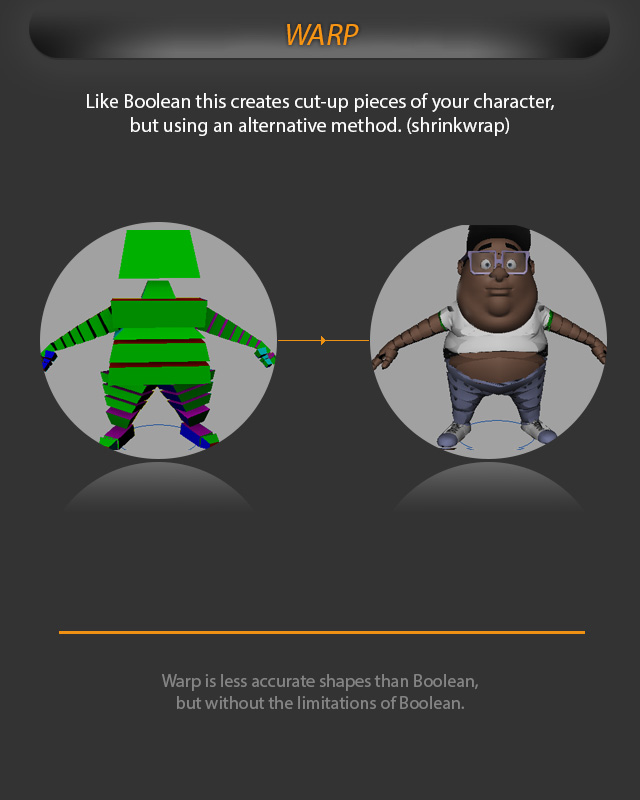 WARP
Like Boolean this creates cut-up pieces of your character,
but using an alternative method. (shrinkwrap)
Warp is less accurate shapes than Boolean,
but without the limitations of Boolean.